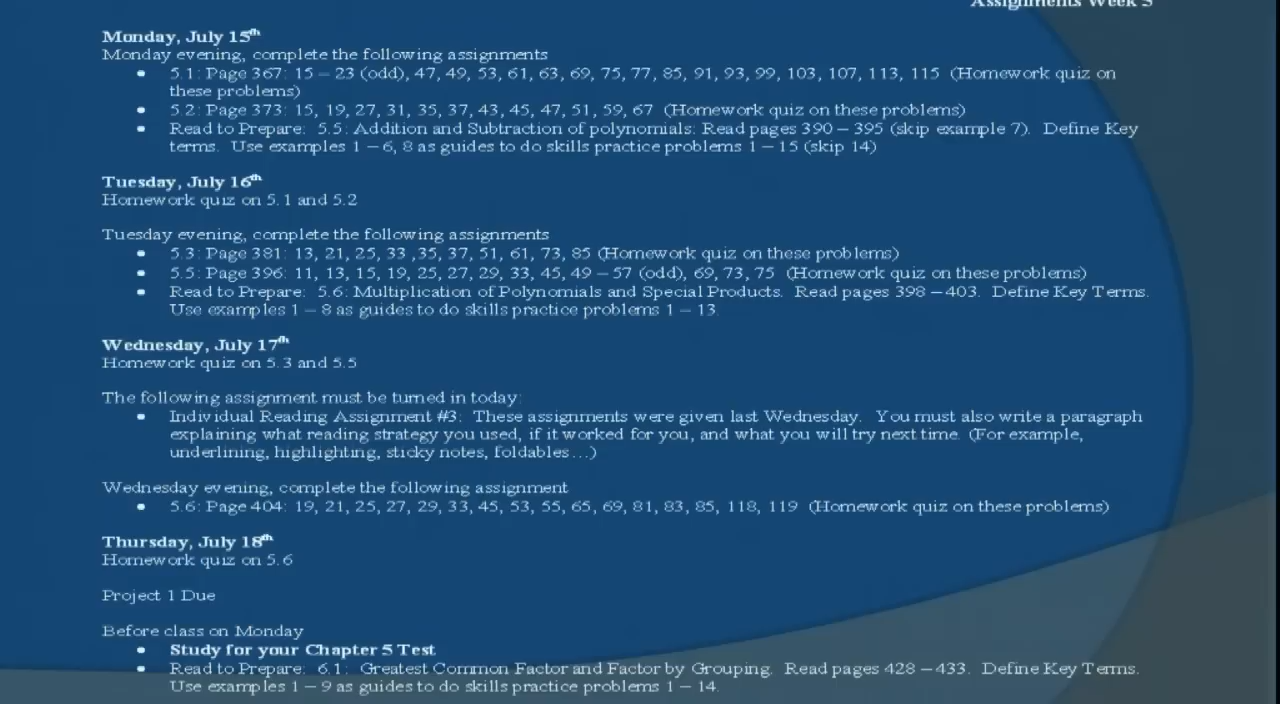 Assignments Week 5
Monday, July 15th
Monday evening, complete the following assignments
• 5.1: Page 367: 15 – 23 (odd), 47, 49, 53, 61, 63, 69, 75, 77, 85, 91, 93, 99, 103, 107, 113, 115 (Homework quiz on
these problems)
• 5.2: Page 373: 15, 19, 27, 31, 35, 37, 43, 45, 47, 51, 59, 67 (Homework quiz on these problems)
• Read to Prepare: 5.5: Addition and Subtraction of polynomials: Read pages 390 – 395 (skip example 7). Define Key
terms. Use examples 1 – 6, 8 as guides to do skills practice problems 1 – 15 (skip 14)
Tuesday, July 16th
Homework quiz on 5.1 and 5.2
Tuesday evening, complete the following assignments
• 5.3: Page 381: 13, 21, 25, 33 ,35, 37, 51, 61, 73, 85 (Homework quiz on these problems)
• 5.5: Page 396: 11, 13, 15, 19, 25, 27, 29, 33, 45, 49 – 57 (odd), 69, 73, 75 (Homework quiz on these problems)
• Read to Prepare: 5.6: Multiplication of Polynomials and Special Products. Read pages 398 – 403. Define Key Terms.
Use examples 1 – 8 as guides to do skills practice problems 1 – 13.
Wednesday, July 17th
Homework quiz on 5.3 and 5.5
The following assignment must be turned in today:
• Individual Reading Assignment #3: These assignments were given last Wednesday. You must also write a paragraph
explaining what reading strategy you used, if it worked for you, and what you will try next time. (For example,
underlining, highlighting, sticky notes, foldables…)
Wednesday evening, complete the following assignment
• 5.6: Page 404: 19, 21, 25, 27, 29, 33, 45, 53, 55, 65, 69, 81, 83, 85, 118, 119 (Homework quiz on these problems)
Thursday, July 18th
Homework quiz on 5.6
Project 1 Due
Before class on Monday
• Study for your Chapter 5 Test
• Read to Prepare: 6.1: Greatest Common Factor and Factor by Grouping. Read pages 428 – 433. Define Key Terms.
Use examples 1 – 9 as guides to do skills practice problems 1 – 14.